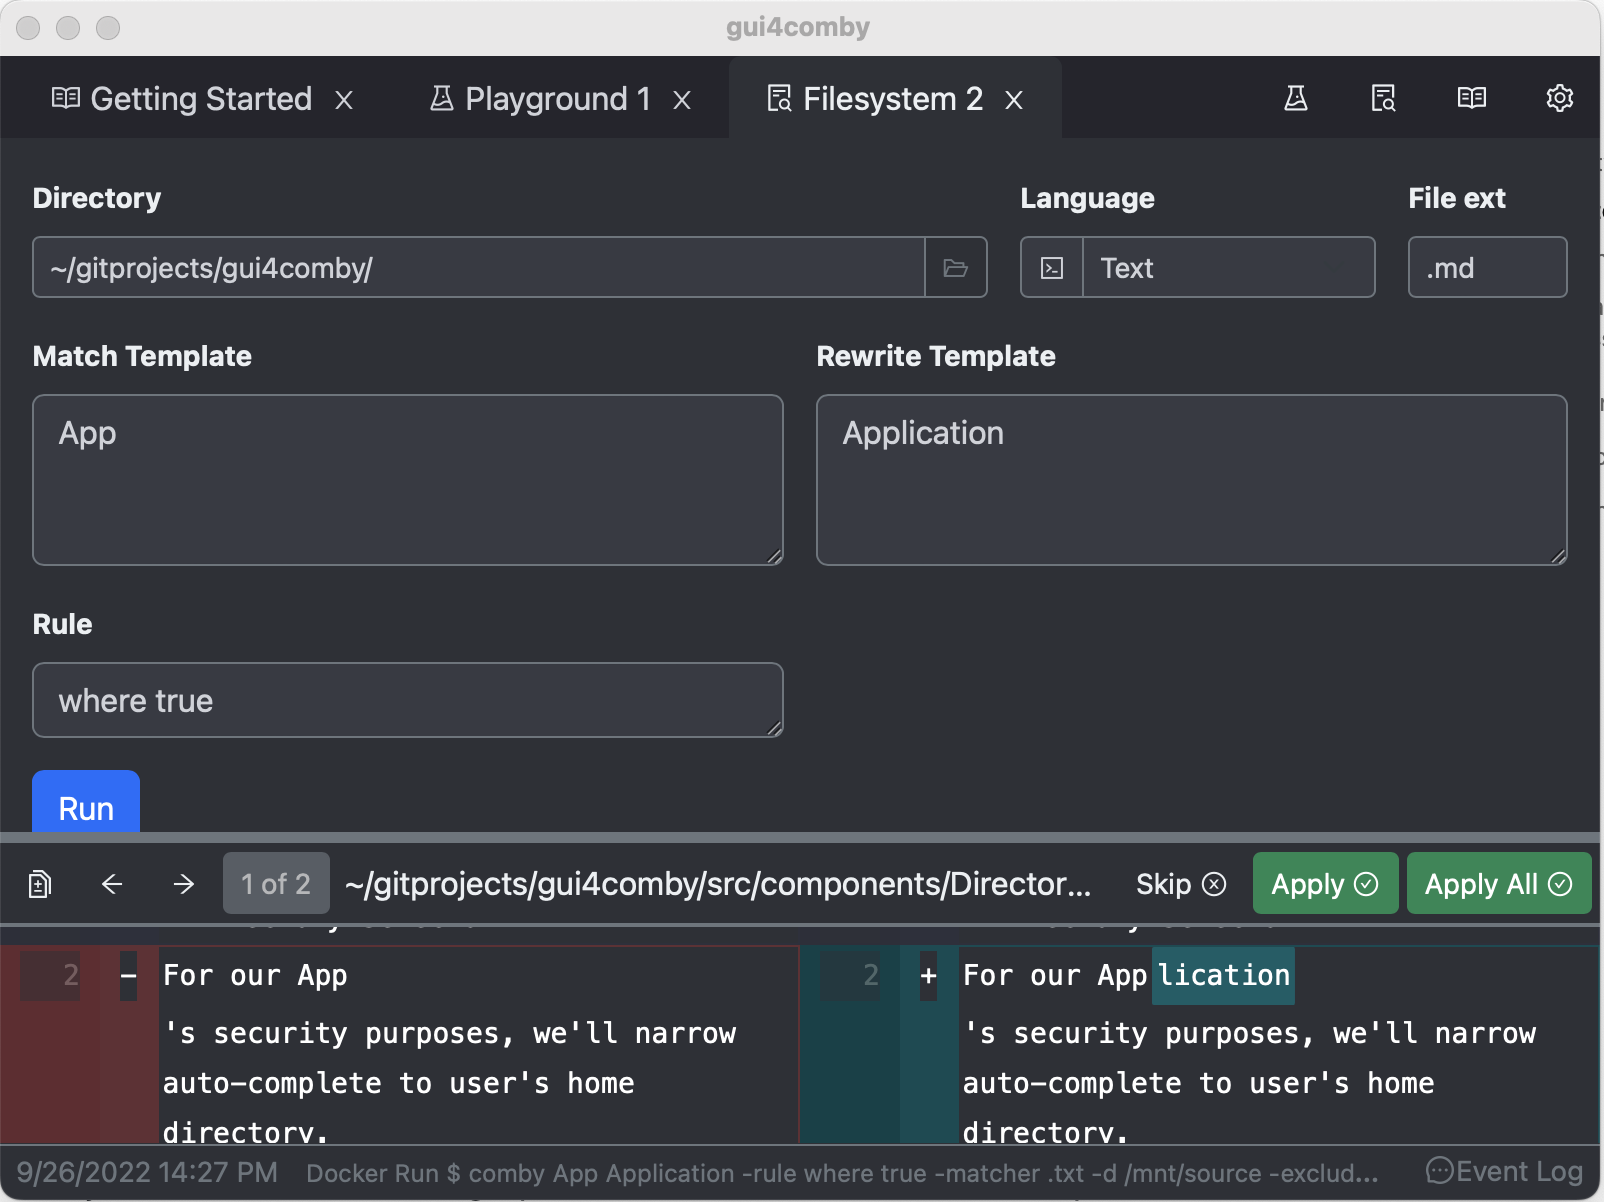 gui4comby
Getting Started X Playground 1 X Filesystem 2 X
Directory Language File ext
~/gitprojects/gui4comby/ Text .md
Match Template Rewrite Template
App Application
Rule
where true
Run
1 of 2 ~/gitprojects/gui4comby/src/components/Director... Skip Apply Apply All
2 - For our App
's security purposes, we'll narrow
auto-complete to user's home
directory.
2 + For our Application
's security purposes, we'll narrow
auto-complete to user's home
directory.
9/26/2022 14:27 PM Docker Run $ comby App Application -rule where true -matcher .txt -d /mnt/source -exclud... Event Log